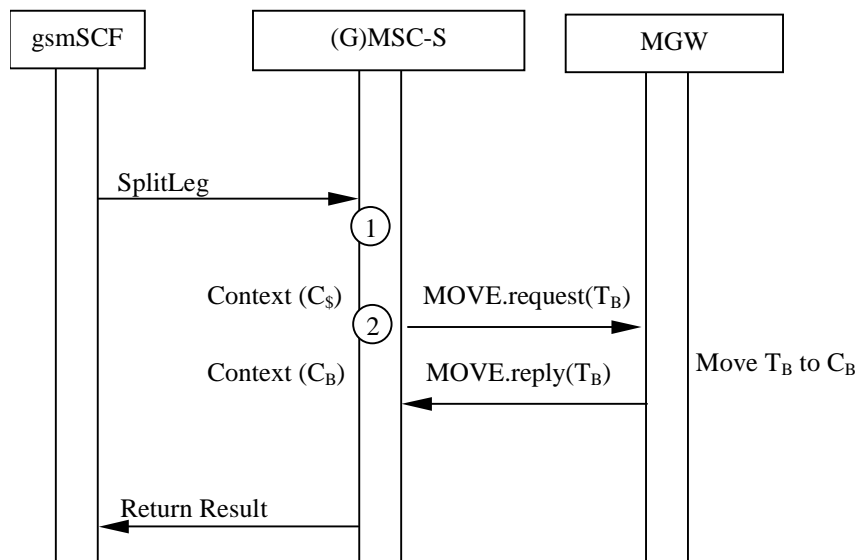 gsmSCF
(G)MSC-S
MGW
SplitLeg
1
Context (C$)
MOVE.request(TB)
2
Context (CB)
MOVE.reply(TB)
Move TB to CB
Return Result